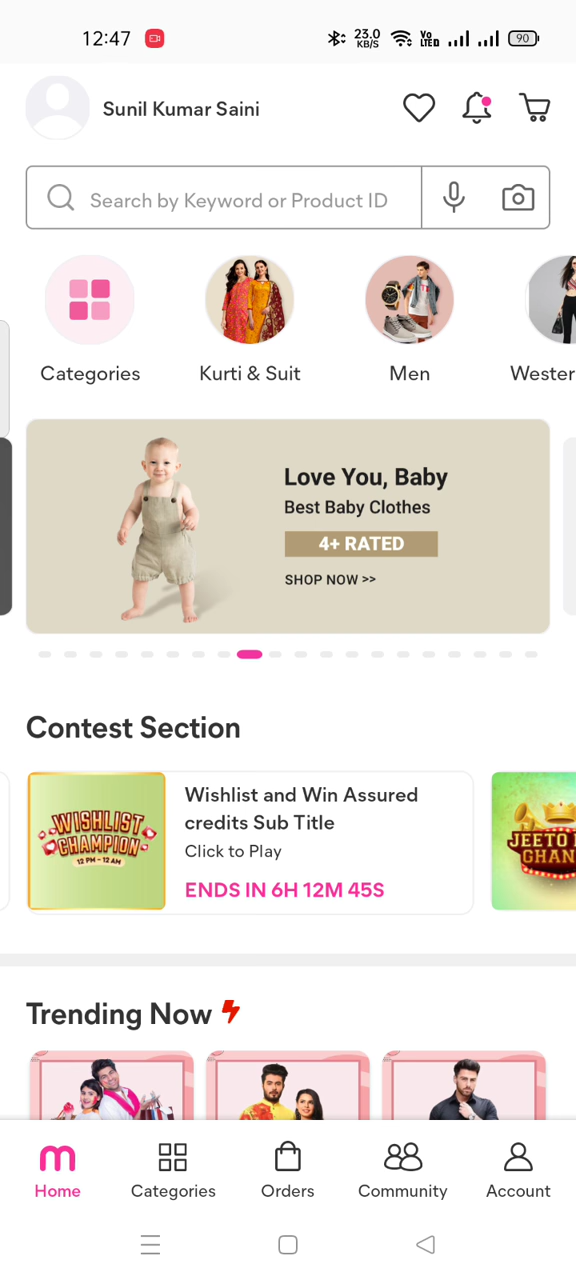 12:47
23.0
KB/S
Vo
LTED
90
Sunil Kumar Saini
Search by Keyword or Product ID
Categories
Kurti & Suit
Men
Wester
Love You, Baby
Best Baby Clothes
4+ RATED
SHOP NOW >>
Contest Section
WISHLIST
CHAMPION
12 PM - 12 AM
Wishlist and Win Assured
credits Sub Title
Click to Play
ENDS IN 6H 12M 45S
JEETO
GHAN
Trending Now
m
Home
Categories
Orders
Community
Account